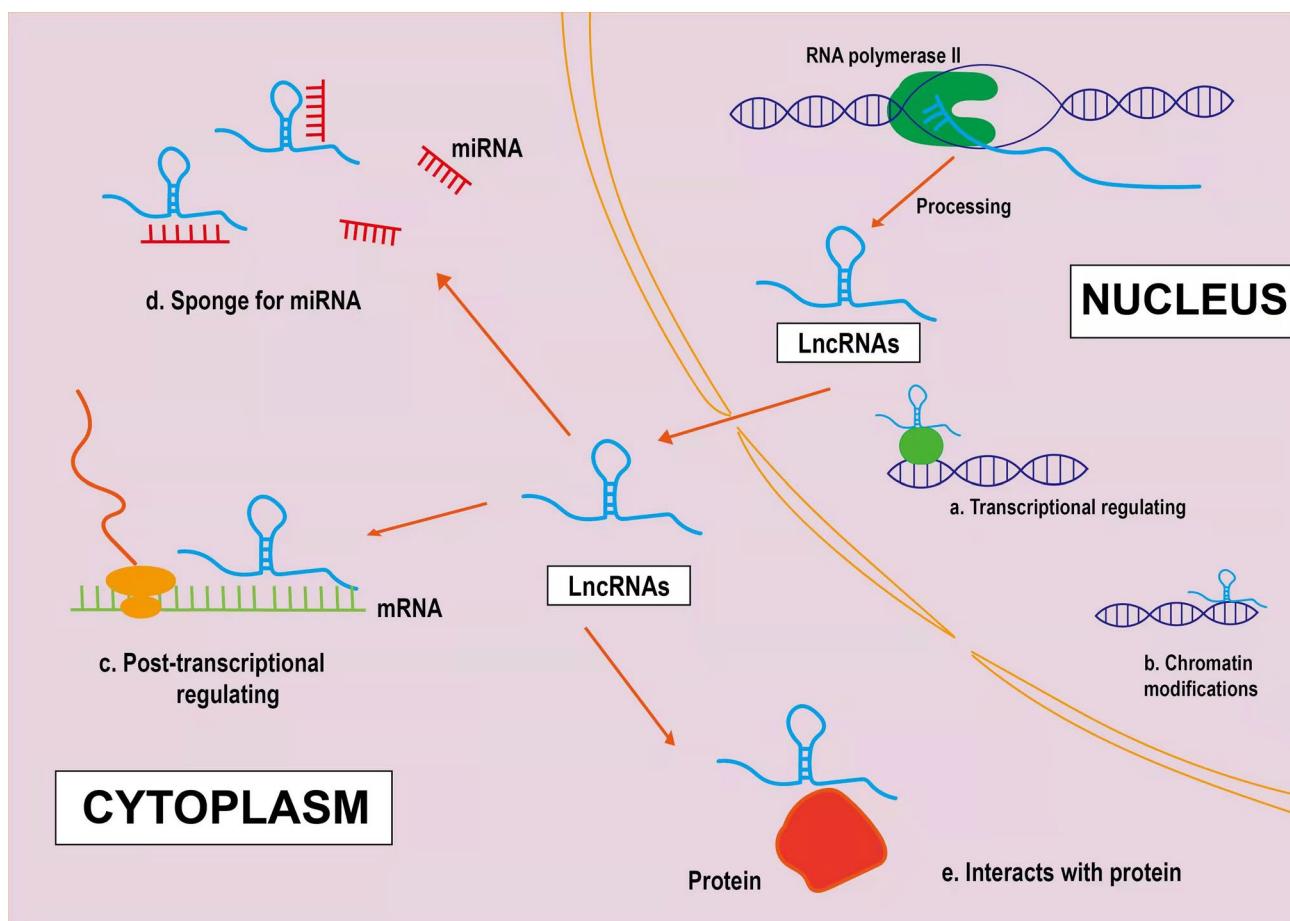 RNA polymerase II
Processing
NUCLEUS
LncRNAs
a. Transcriptional regulating
b. Chromatin
modifications
miRNA
d. Sponge for miRNA
LncRNAs
mRNA
c. Post-transcriptional
regulating
CYTOPLASM
Protein
e. Interacts with protein